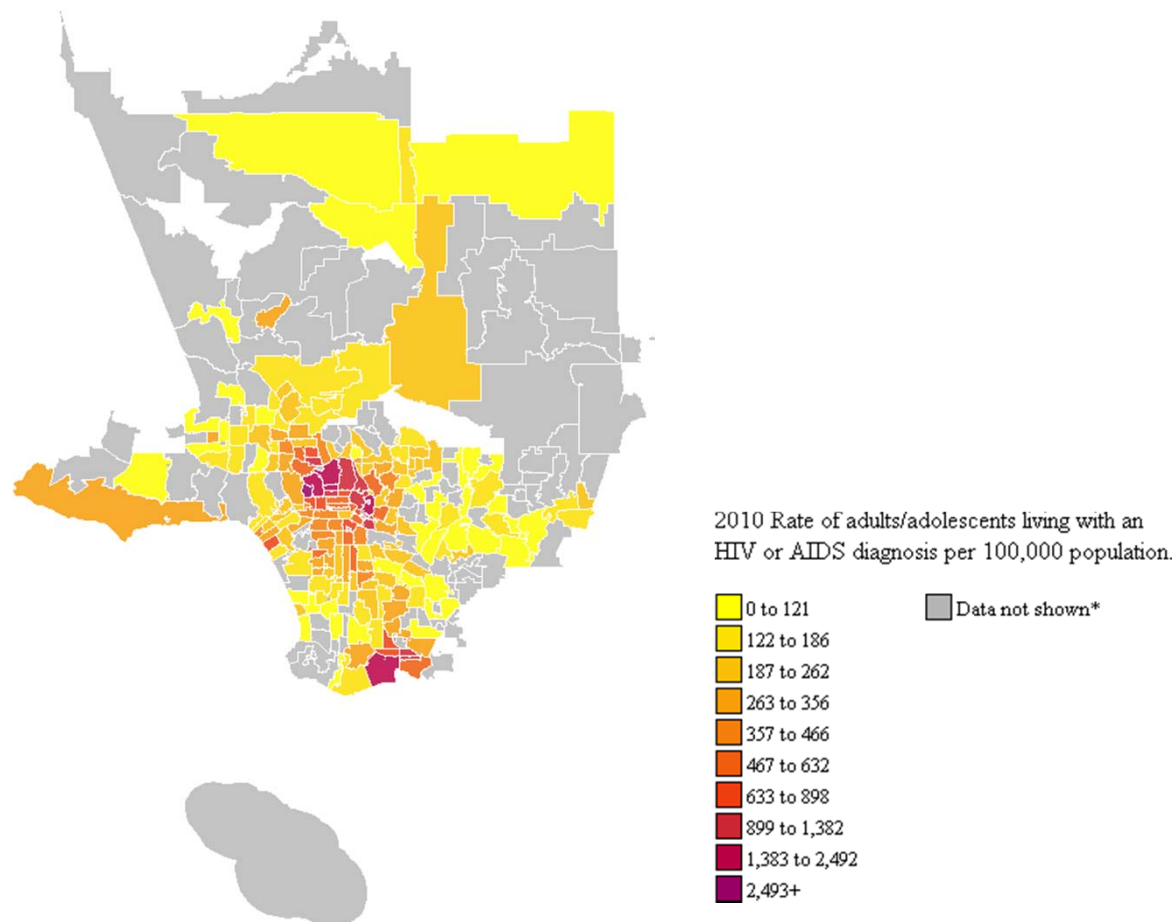 2010 Rate of adults/adolescents living with an
HIV or AIDS diagnosis per 100,000 population.
0 to 121
Data not shown*
122 to 186
187 to 262
263 to 356
357 to 466
467 to 632
633 to 898
899 to 1,382
1,383 to 2,492
2,493+